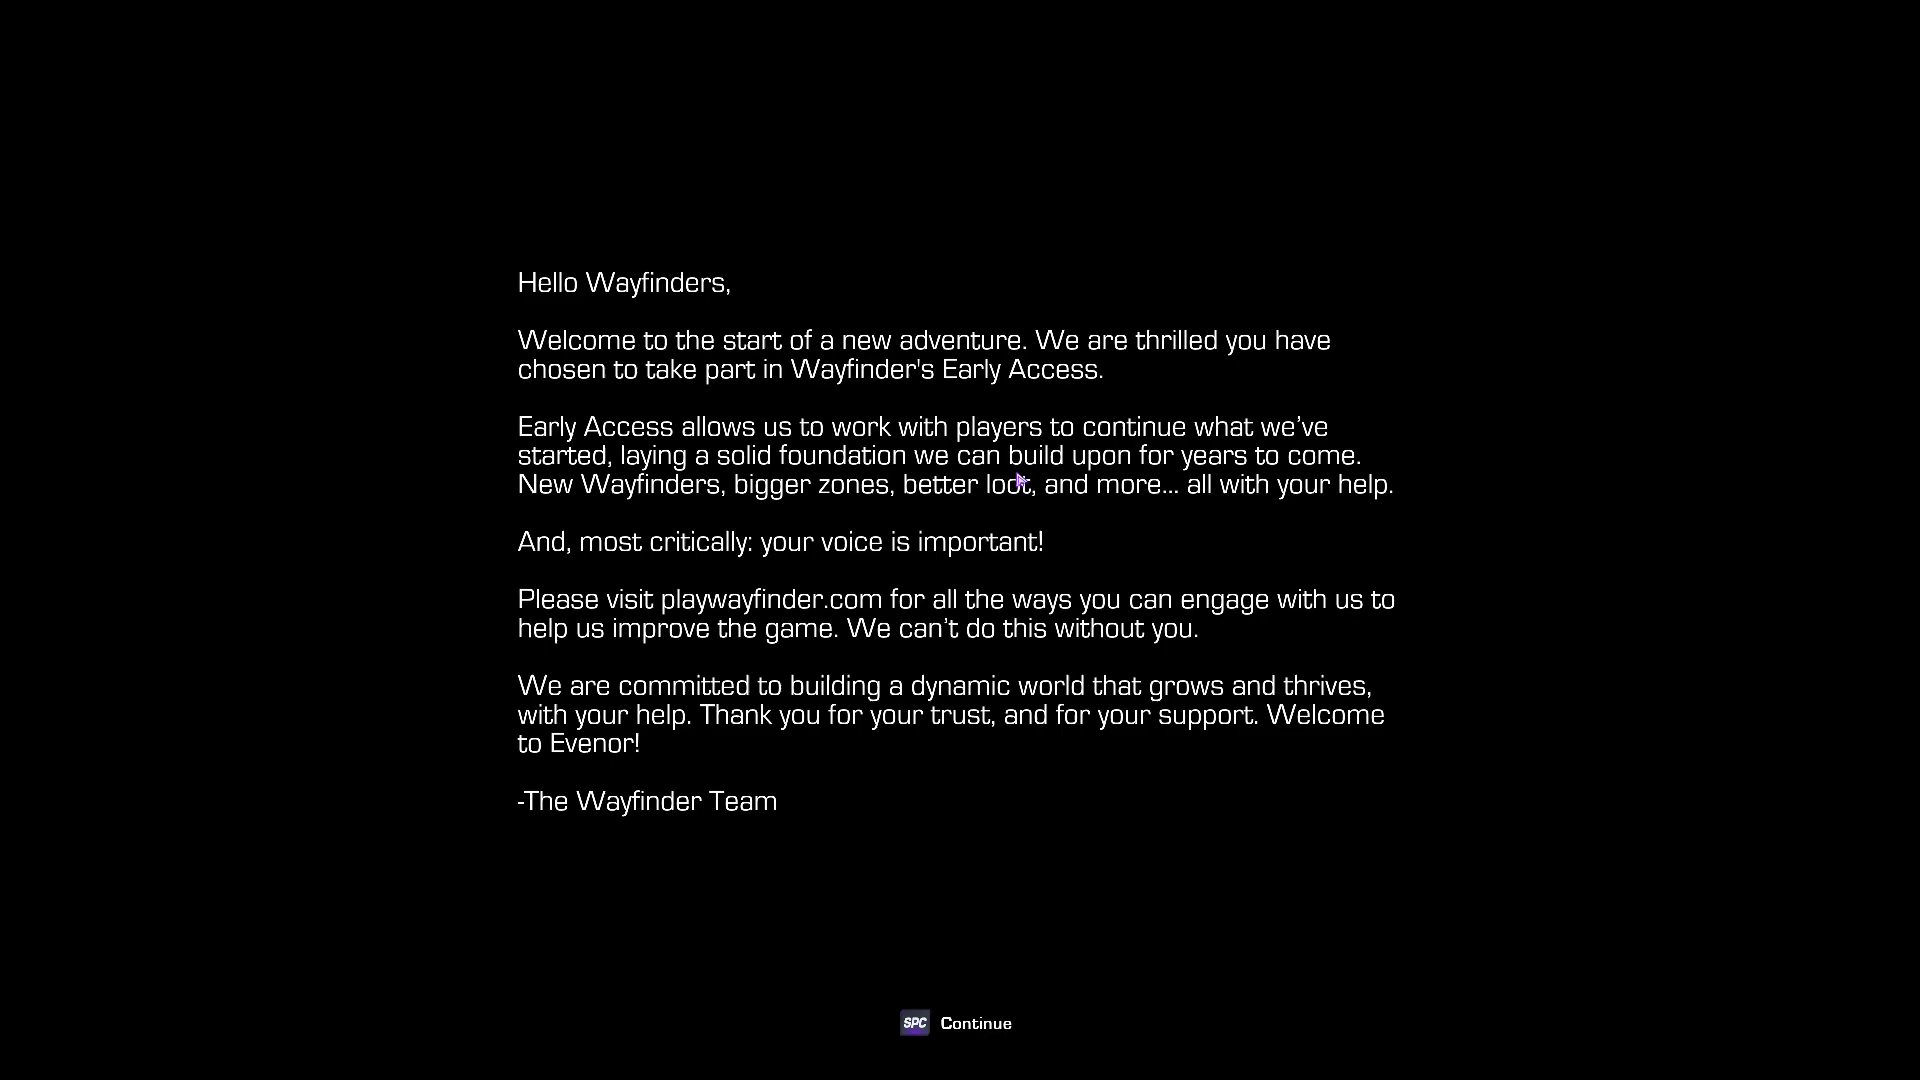 Hello Wayfinders,
Welcome to the start of a new adventure. We are thrilled you have
chosen to take part in Wayfinder's Early Access.
Early Access allows us to work with players to continue what we’ve
started, laying a solid foundation we can build upon for years to come.
New Wayfinders, bigger zones, better loot, and more... all with your help.
And, most critically: your voice is important!
Please visit playwayfinder.com for all the ways you can engage with us to
help us improve the game. We can’t do this without you.
We are committed to building a dynamic world that grows and thrives,
with your help. Thank you for your trust, and for your support. Welcome
to Evenor!
-The Wayfinder Team
SPC Continue